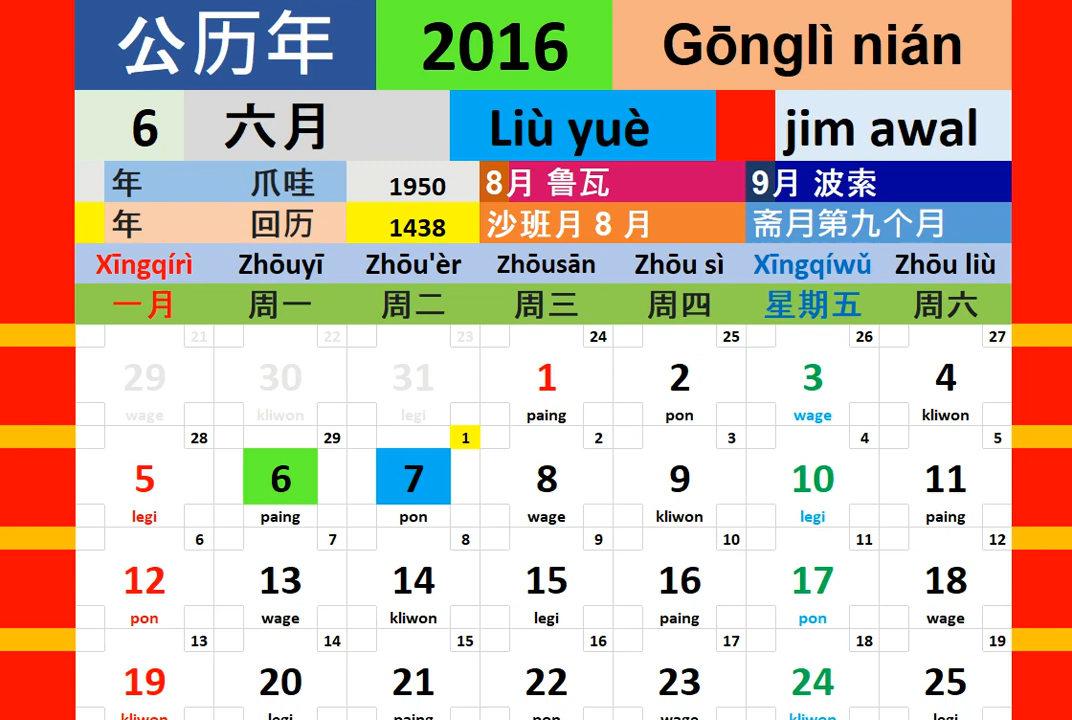 公历年 2016 Gōnglì nián
6 六月 Liù yuè jim awal
年 爪哇 1950 8月 鲁瓦 9月 波索
年 回历 1438 沙班月 8 月 斋月第九个月
Xīngqírì Zhōuyī Zhōu'èr Zhōusān Zhōu sì Xīngqíwǔ Zhōu liù
一月 周一 周二 周三 周四 星期五 周六
21 22 23 24 25 26 27
29 30 31 1 2 3 4
wage kliwon legi paing pon wage kliwon
28 29 1 2 3 4 5
5 6 7 8 9 10 11
legi paing pon wage kliwon legi paing
6 7 8 9 10 11 12
12 13 14 15 16 17 18
pon wage kliwon legi paing pon wage
13 14 15 16 17 18 19
19 20 21 22 23 24 25
kliwon legi paing pon wage kliwon legi